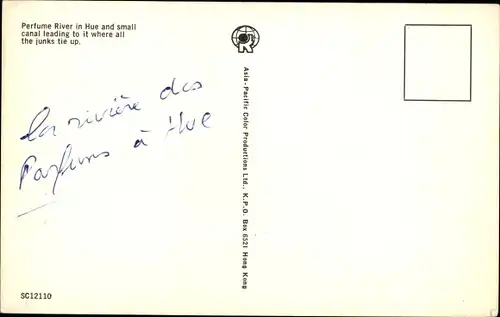 Perfume River in Hue and small
canal leading to it where all
the junks tie up.
La rivière des
Parfums à Hue
Asia-Pacific Color Productions Ltd., K.P.O. Box 6521 Hong Kong
SC12110